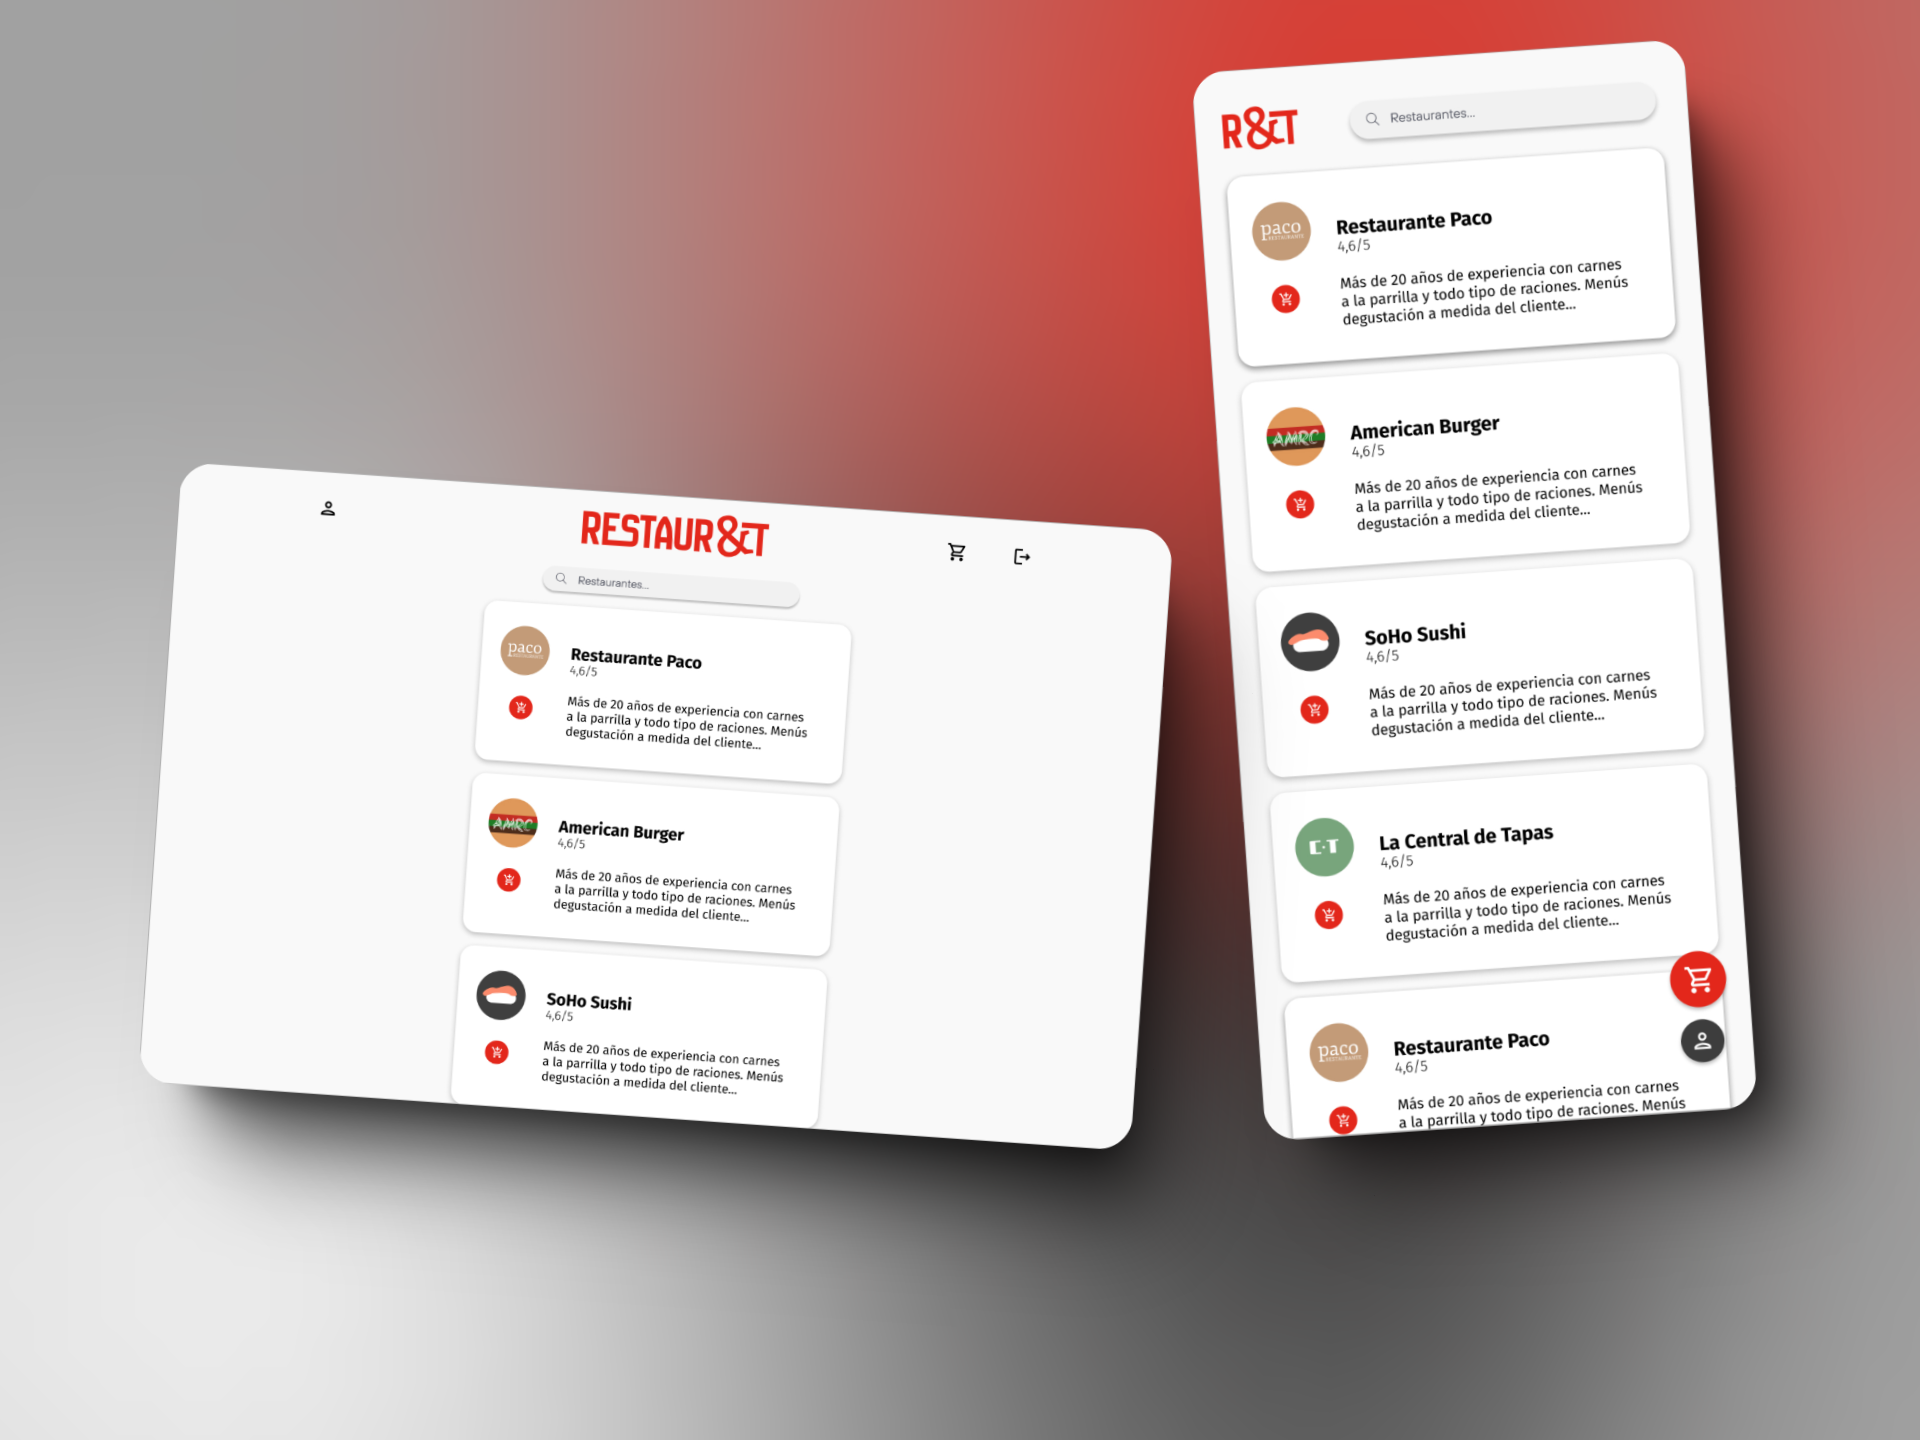 RESTAUR&T
Restaurantes...
paco
RESTAURANTE
Restaurante Paco
4,6/5
Más de 20 años de experiencia con carnes
a la parrilla y todo tipo de raciones. Menús
degustación a medida del cliente...
AMRC
American Burger
4,6/5
Más de 20 años de experiencia con carnes
a la parrilla y todo tipo de raciones. Menús
degustación a medida del cliente...
SoHo Sushi
4,6/5
Más de 20 años de experiencia con carnes
a la parrilla y todo tipo de raciones. Menús
degustación a medida del cliente...
R&T
Restaurantes...
paco
RESTAURANTE
Restaurante Paco
4,6/5
Más de 20 años de experiencia con carnes
a la parrilla y todo tipo de raciones. Menús
degustación a medida del cliente...
AMRC
American Burger
4,6/5
Más de 20 años de experiencia con carnes
a la parrilla y todo tipo de raciones. Menús
degustación a medida del cliente...
SoHo Sushi
4,6/5
Más de 20 años de experiencia con carnes
a la parrilla y todo tipo de raciones. Menús
degustación a medida del cliente...
C·T
La Central de Tapas
4,6/5
Más de 20 años de experiencia con carnes
a la parrilla y todo tipo de raciones. Menús
degustación a medida del cliente...
paco
RESTAURANTE
Restaurante Paco
4,6/5
Más de 20 años de experiencia con carnes
a la parrilla y todo tipo de raciones. Menús